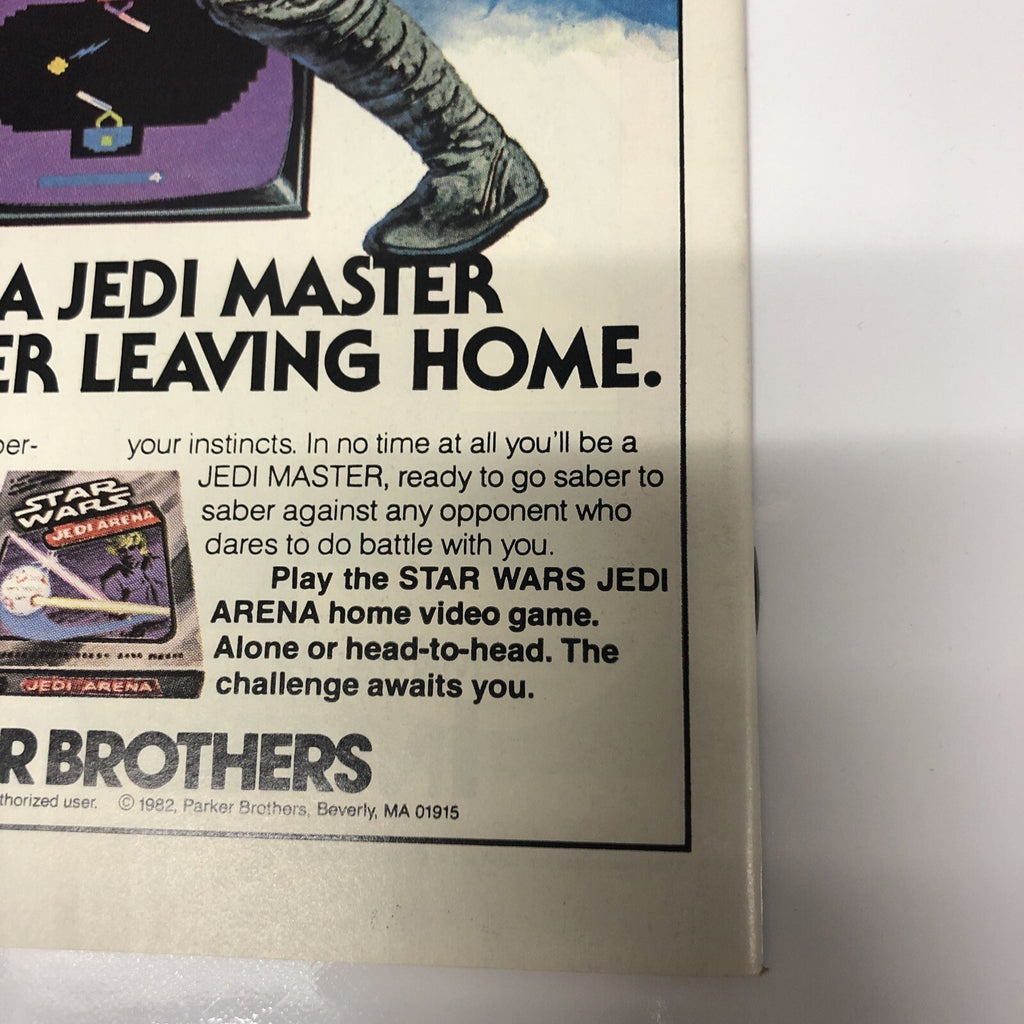 4
A JEDI MASTER
ER LEAVING HOME.
ber-
your instincts. In no time at all you'll be a
JEDI MASTER, ready to go saber to
saber against any opponent who
dares to do battle with you.
Play the STAR WARS JEDI
ARENA home video game.
Alone or head-to-head. The
challenge awaits you.
STAR
WARS
JEDI ARENA
JEDI ARENA
R BROTHERS
thorized user. © 1982, Parker Brothers, Beverly, MA 01915